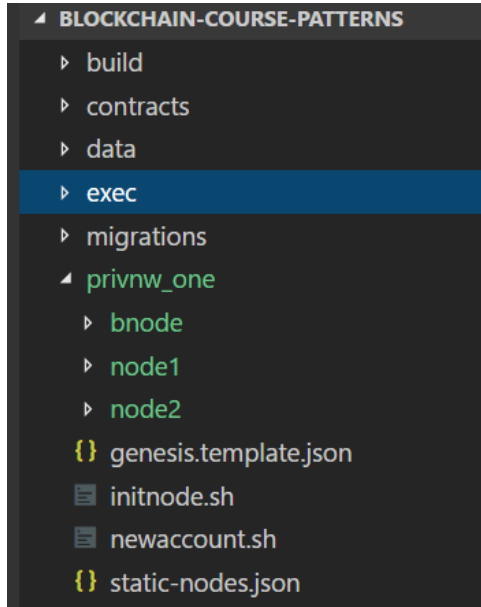 BLOCKCHAIN-COURSE-PATTERNS
build
contracts
data
exec
migrations
privnw_one
bnode
node1
node2
{} genesis.template.json
initnode.sh
newaccount.sh
{} static-nodes.json